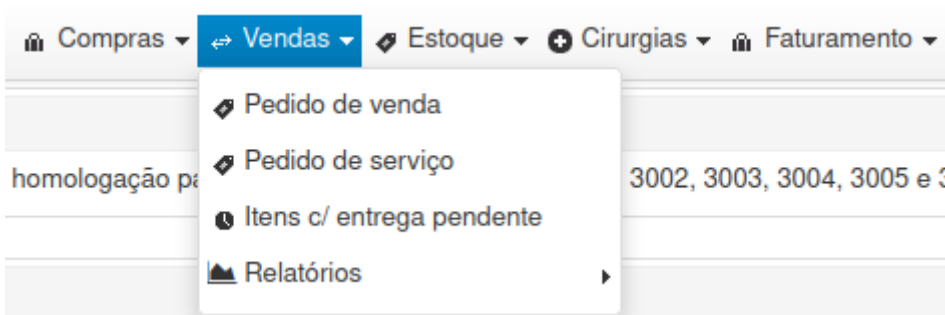 Compras Vendas Estoque Cirurgias Faturamento
Pedido de venda
Pedido de serviço
homologação 3002, 3003, 3004, 3005 e
Itens c/ entrega pendente
Relatórios